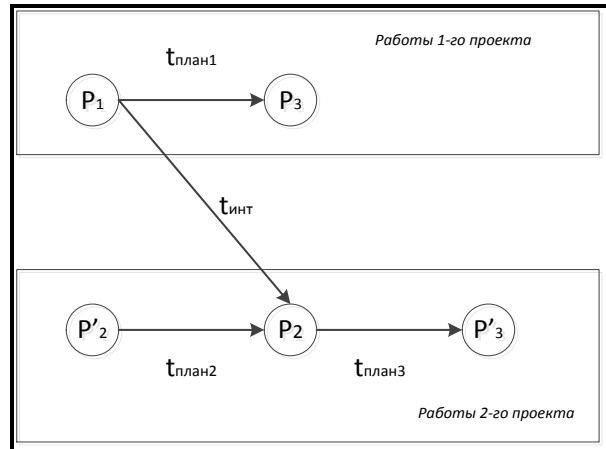 Работы 1-го проекта
tплан1
P1
P3
tинт
P'2
P2
P'3
tплан2
tплан3
Работы 2-го проекта